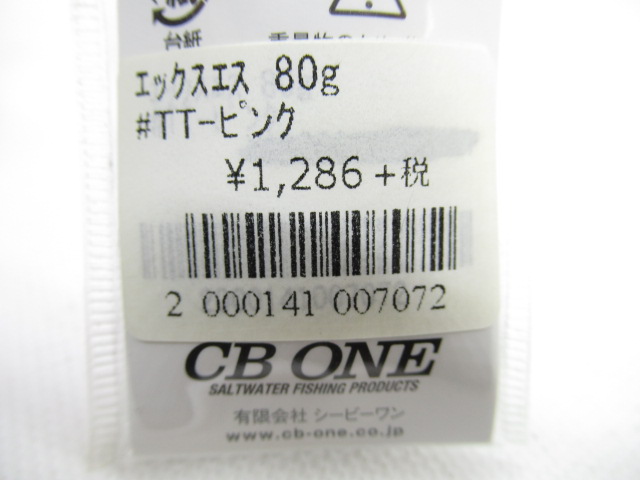 台紙
エックスエス 80g
#TT-ピンク
¥1,286+税
2 000141 007072
CB ONE
SALTWATER FISHING PRODUCTS
有限会社 シービーワン
www.cb-one.co.jp